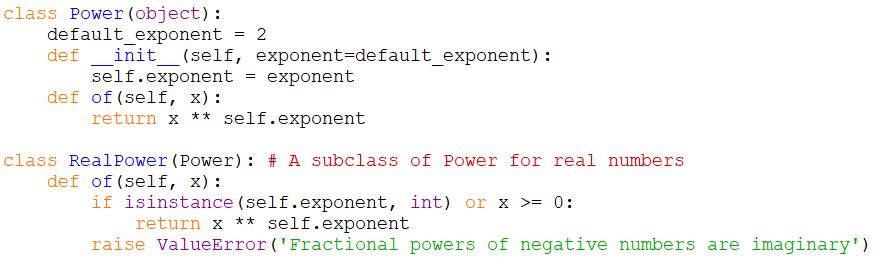 class Power(object):
    default_exponent = 2
    def __init__(self, exponent=default_exponent):
        self.exponent = exponent
    def of(self, x):
        return x ** self.exponent

class RealPower(Power): # A subclass of Power for real numbers
    def of(self, x):
        if isinstance(self.exponent, int) or x >= 0:
            return x ** self.exponent
        raise ValueError('Fractional powers of negative numbers are imaginary')